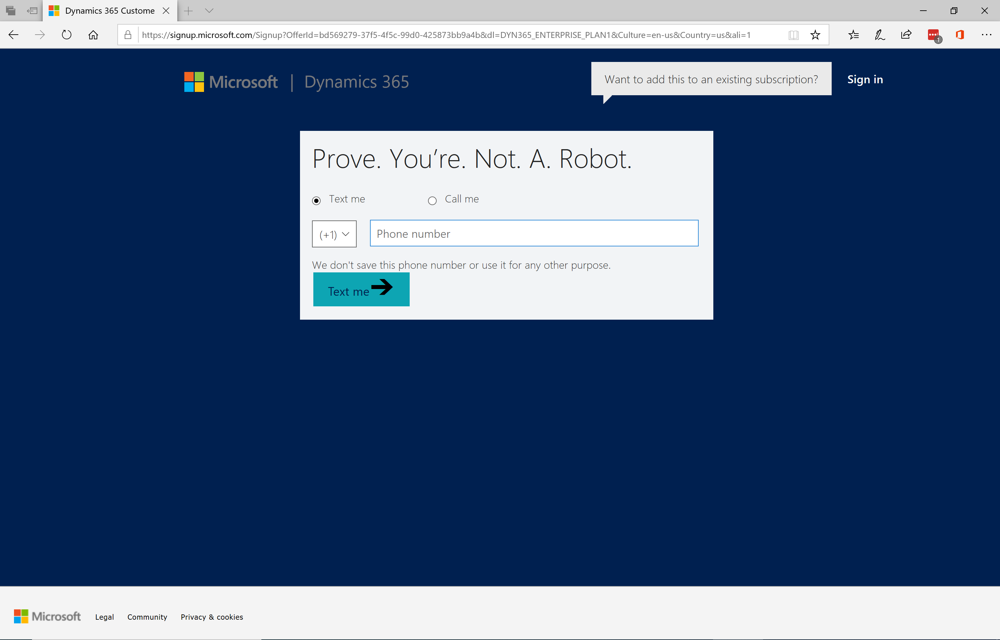 Dynamics 365 Custome
https://signup.microsoft.com/Signup?OfferId=bd569279-37f5-4f5c-99d0-425873bb9a4b&dl=DYN365_ENTERPRISE_PLAN1&Culture=en-us&Country=us&ali=1
1
Microsoft | Dynamics 365
Want to add this to an existing subscription?
Sign in
Prove. You’re. Not. A. Robot.
Text me
Call me
(+1)
Phone number
We don't save this phone number or use it for any other purpose.
Text me
Microsoft
Legal
Community
Privacy & cookies